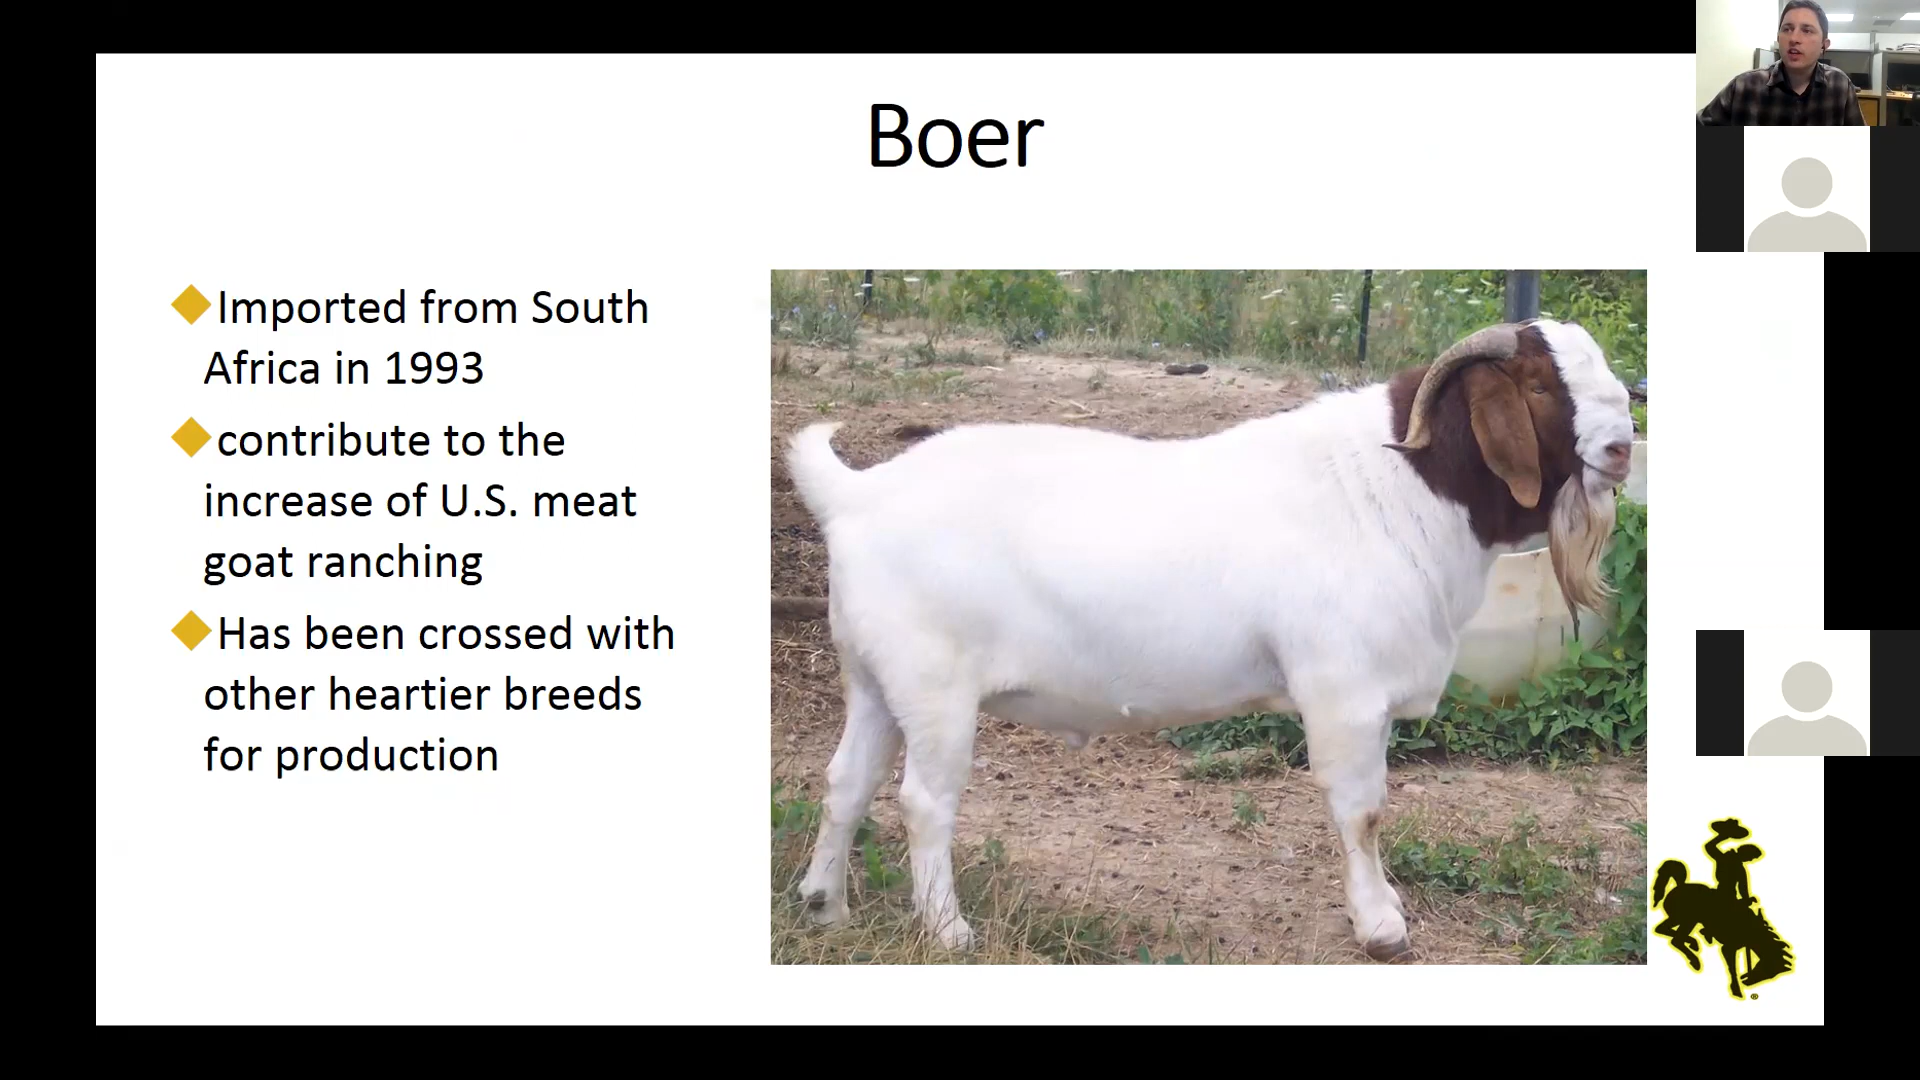 Boer
Imported from South
Africa in 1993
contribute to the
increase of U.S. meat
goat ranching
Has been crossed with
other heartier breeds
for production
®